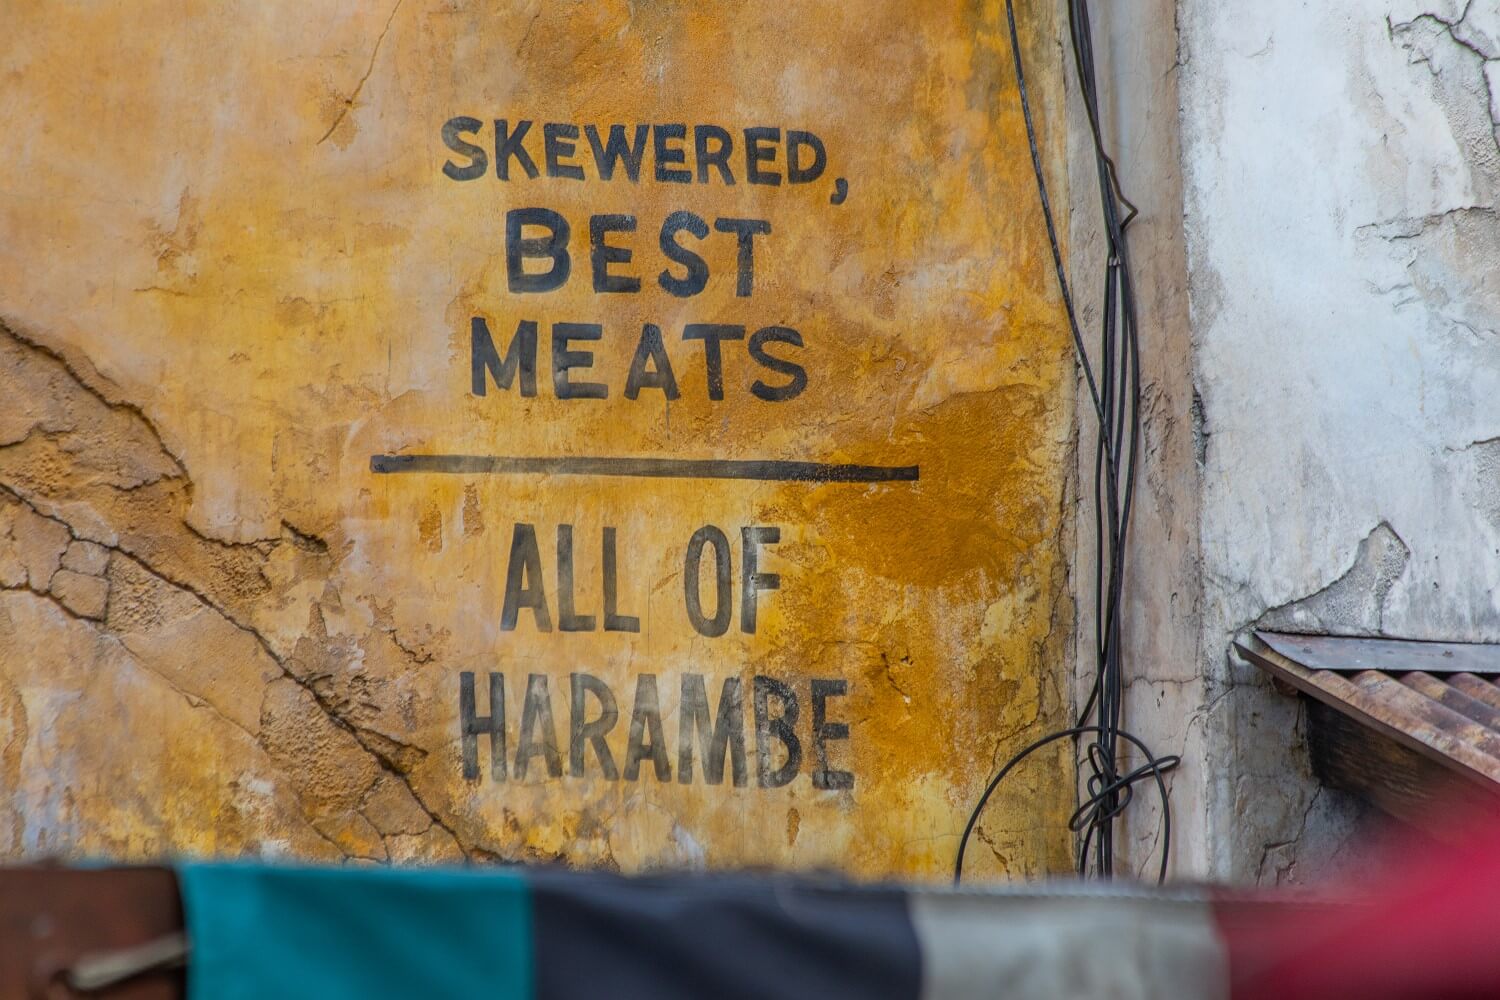 SKEWERED,
BEST
MEATS
ALL OF
HARAMBE